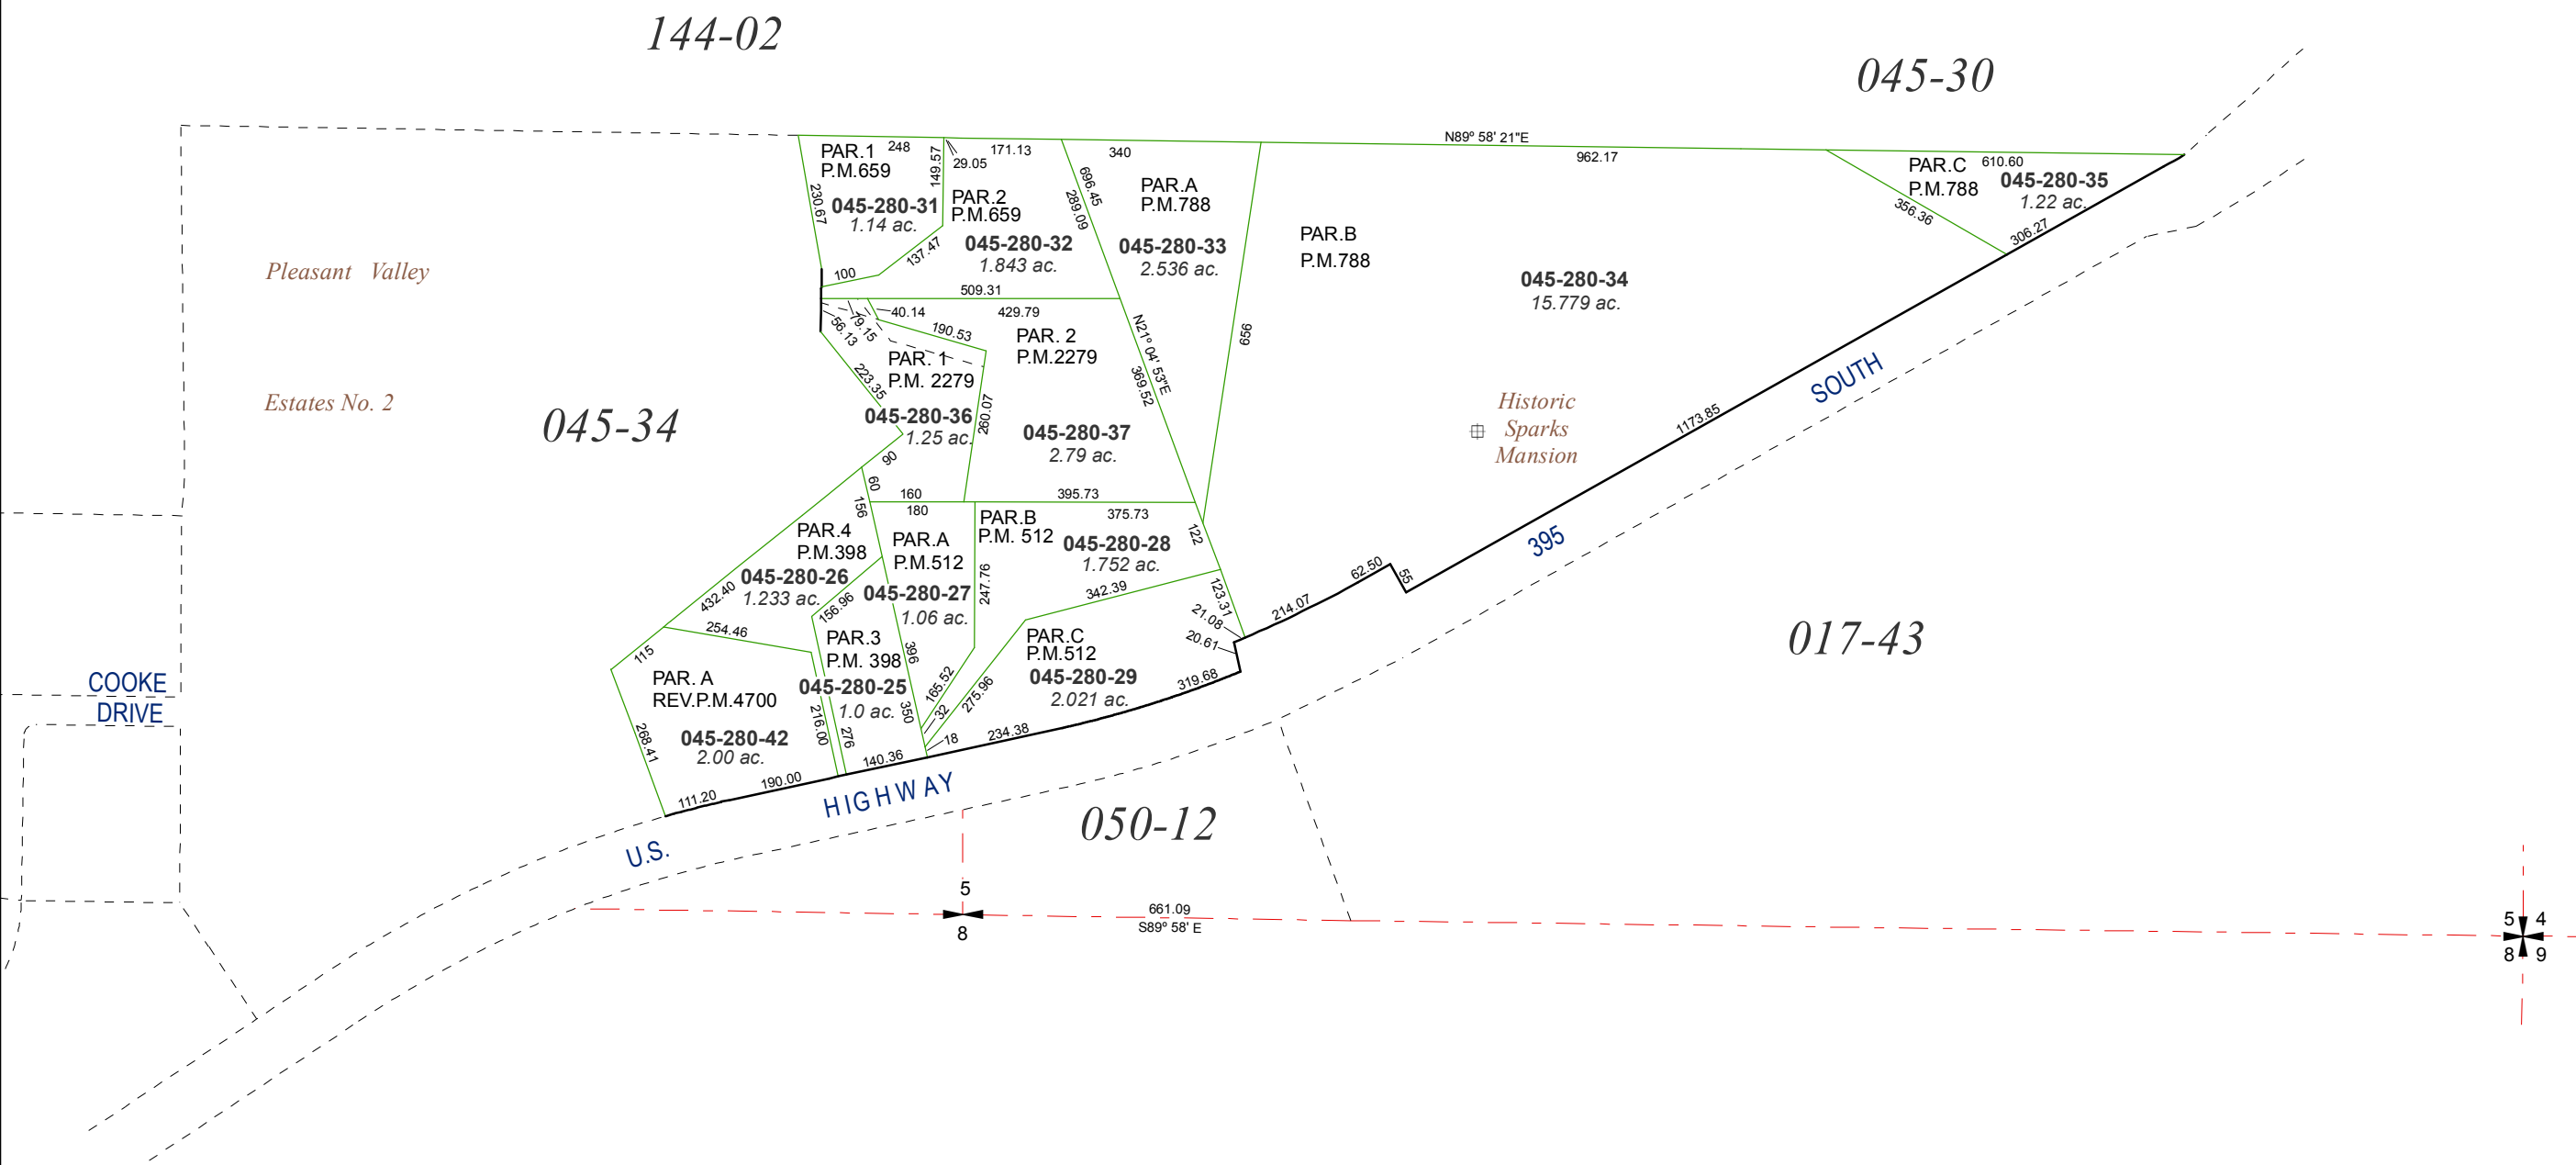 144-02
045-30
N89º 58' 21"E
962.17
PAR.1
P.M.659
248
149.57
29.05
171.13
340
230.67
045-280-31
1.14 ac.
PAR.2
P.M.659
045-280-32
1.843 ac.
137.47
100
696.45
289.09
PAR.A
P.M.788
045-280-33
2.536 ac.
PAR.B
P.M.788
045-280-34
15.779 ac.
PAR.C
P.M.788
610.60
045-280-35
1.22 ac.
356.36
306.27
Pleasant Valley
Estates No. 2
045-34
509.31
40.14
429.79
79.15
56.13
190.53
PAR. 1
P.M. 2279
223.35
045-280-36
1.25 ac.
260.07
PAR. 2
P.M.2279
045-280-37
2.79 ac.
N21º 04' 53"E
369.52
656
Historic
Sparks
Mansion
1173.85
SOUTH
395
90
60
156
160
180
395.73
375.73
PAR.4
P.M.398
045-280-26
1.233 ac.
432.40
156.96
254.46
PAR.A
P.M.512
045-280-27
1.06 ac.
PAR.B
P.M. 512
045-280-28
1.752 ac.
122
247.76
342.39
123.31
21.08
20.61
214.07
62.50
55
115
PAR. A
REV.P.M.4700
045-280-42
2.00 ac.
268.41
216.00
PAR.3
P.M. 398
045-280-25
1.0 ac.
276
396
350
165.52
32
275.96
18
PAR.C
P.M.512
045-280-29
2.021 ac.
319.68
234.38
140.36
190.00
111.20
017-43
COOKE
DRIVE
U.S.
HIGHWAY
050-12
5
8
661.09
S89º 58' E
5 4
8 9